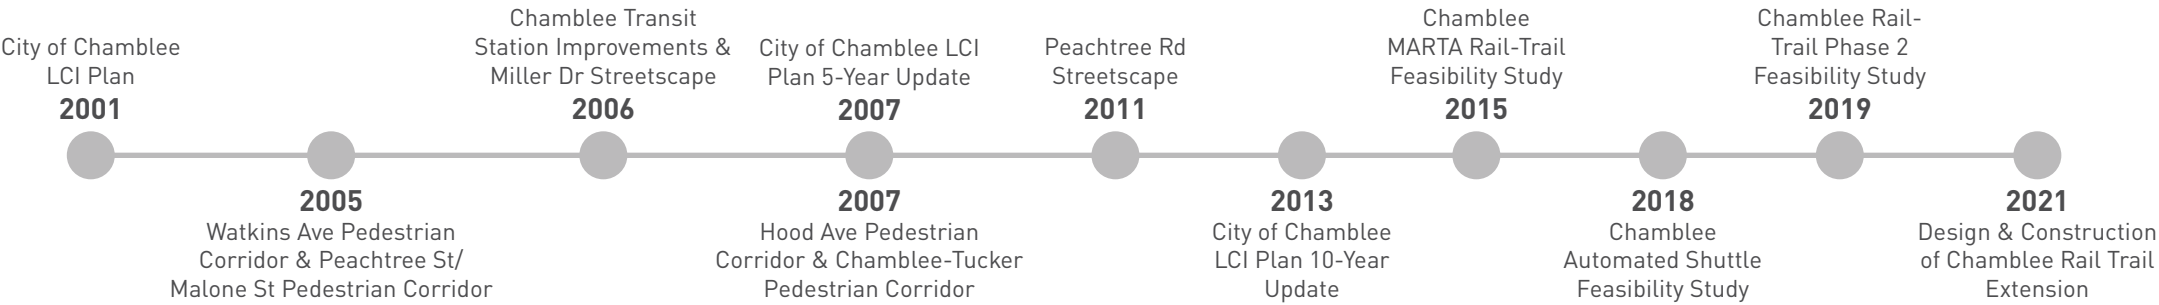 City of Chamblee
LCI Plan
2001
2005
Watkins Ave Pedestrian
Corridor & Peachtree St/
Malone St Pedestrian Corridor
Chamblee Transit
Station Improvements &
Miller Dr Streetscape
2006
City of Chamblee LCI
Plan 5-Year Update
2007
2007
Hood Ave Pedestrian
Corridor & Chamblee-Tucker
Pedestrian Corridor
Peachtree Rd
Streetscape
2011
2013
City of Chamblee
LCI Plan 10-Year
Update
Chamblee
MARTA Rail-Trail
Feasibility Study
2015
2018
Chamblee
Automated Shuttle
Feasibility Study
Chamblee Rail-
Trail Phase 2
Feasibility Study
2019
2021
Design & Construction
of Chamblee Rail Trail
Extension